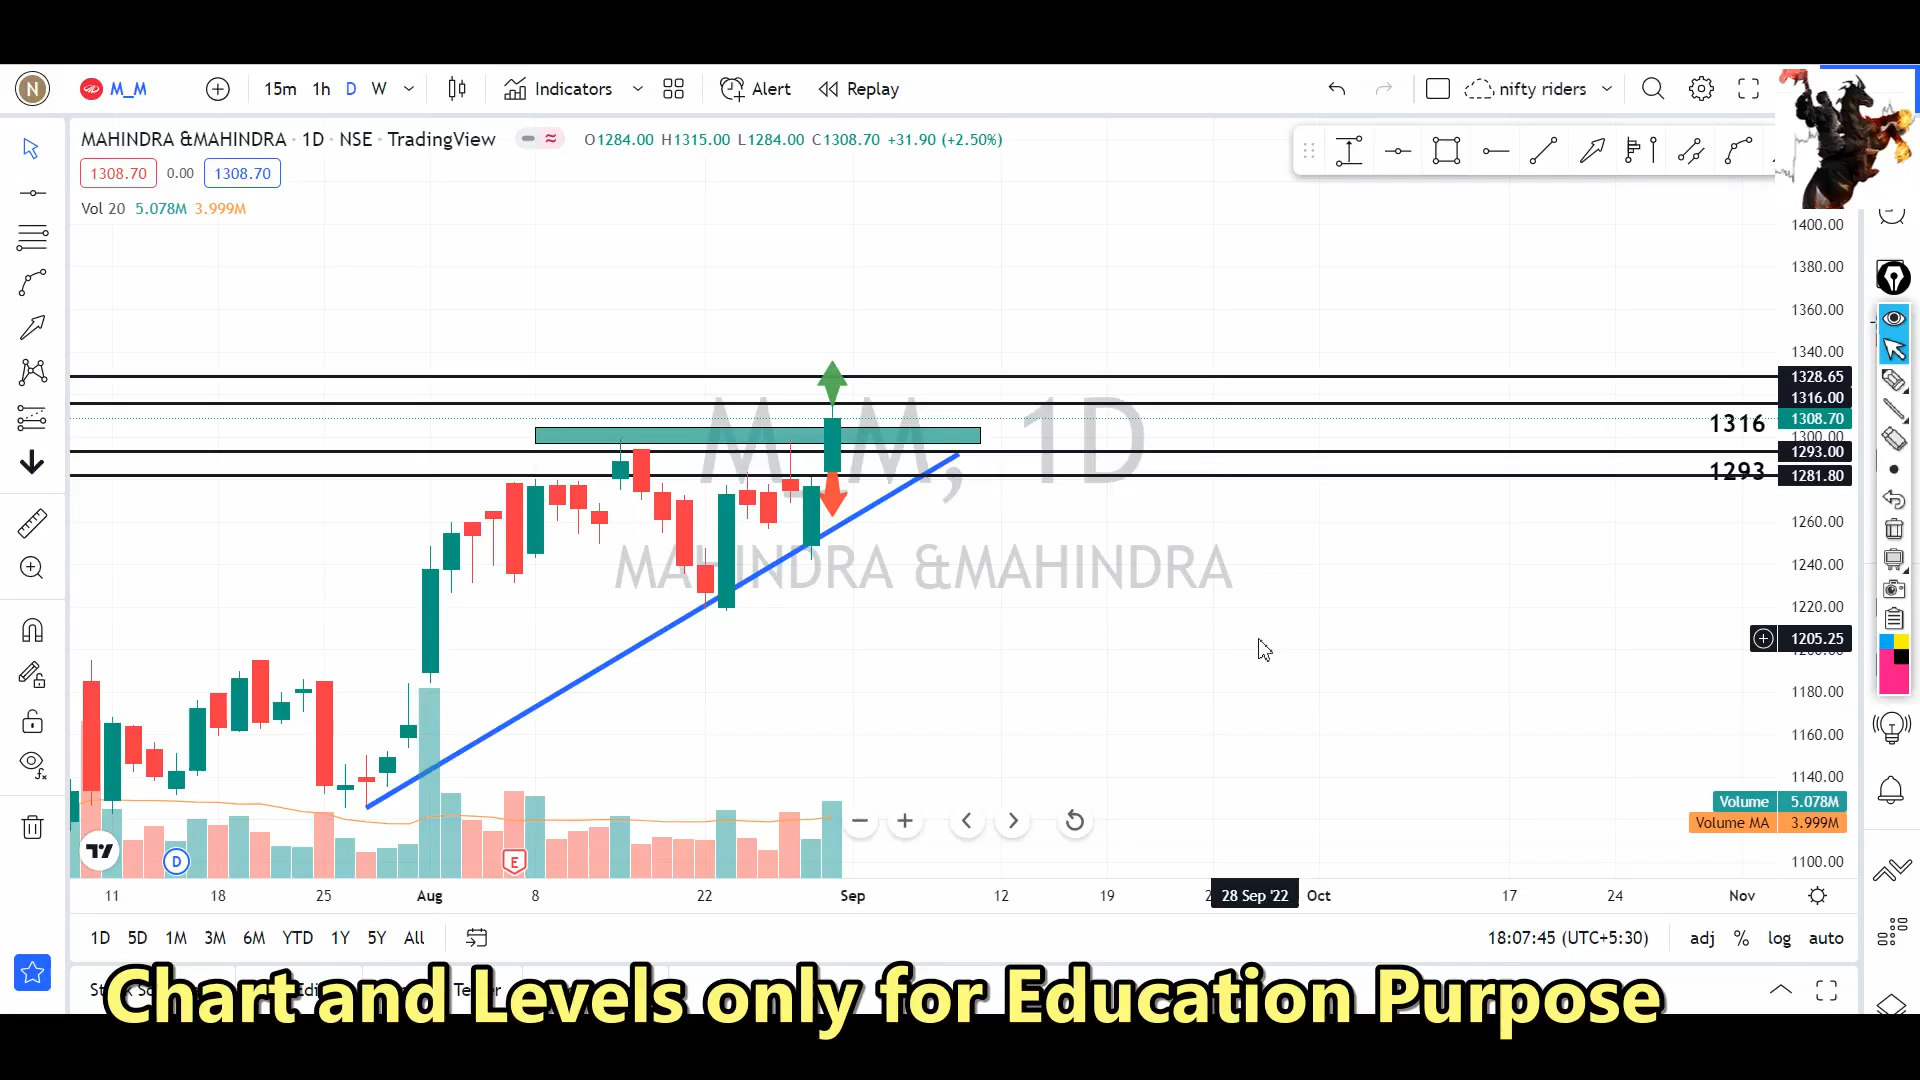 N M_M 15m 1h D W Indicators Alert Replay nifty riders
MAHINDRA &MAHINDRA · 1D · NSE · TradingView O1284.00 H1315.00 L1284.00 C1308.70 +31.90 (+2.50%)
1308.70 0.00 1308.70
Vol 20 5.078M 3.999M
1400.00
1380.00
1360.00
1340.00
1328.65
1316.00
1308.70
1316
1300.00
1293.00
1293
1281.80
M_M, 1D
MAHINDRA &MAHINDRA
1260.00
1240.00
1220.00
1205.25
1180.00
1160.00
1140.00
Volume 5.078M
Volume MA 3.999M
1100.00
D E
11 18 25 Aug 8 22 Sep 12 19 28 Sep '22 Oct 17 24 Nov
1D 5D 1M 3M 6M YTD 1Y 5Y All 18:07:45 (UTC+5:30) adj % log auto
Chart and Levels only for Education Purpose